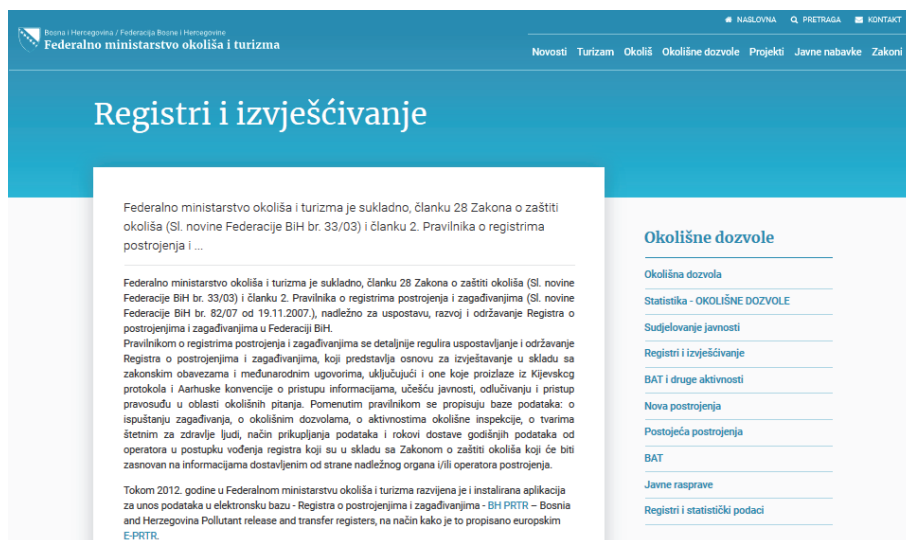 NASLOVNA PRETRAGA KONTAKT
Bosna i Hercegovina / Federacija Bosne i Hercegovine
Federalno ministarstvo okoliša i turizma
Novosti Turizam Okoliš Okolišne dozvole Projekti Javne nabavke Zakoni
Registri i izvješćivanje
Federalno ministarstvo okoliša i turizma je sukladno, članku 28 Zakona o zaštiti
okoliša (Sl. novine Federacije BiH br. 33/03) i članku 2. Pravilnika o registrima
postrojenja i ...
Federalno ministarstvo okoliša i turizma je sukladno, članku 28 Zakona o zaštiti okoliša (Sl. novine
Federacije BiH br. 33/03) i članku 2. Pravilnika o registrima postrojenja i zagađivanjima (Sl. novine
Federacije BiH br. 82/07 od 19.11.2007.), nadležno za uspostavu, razvoj i održavanje Registra o
postrojenjima i zagađivanjima u Federaciji BiH.
Pravilnikom o registrima postrojenja i zagađivanjima se detaljnije regulira uspostavljanje i održavanje
Registra o postrojenjima i zagađivanjima, koji predstavlja osnovu za izvještavanje u skladu sa
zakonskim obavezama i međunarodnim ugovorima, uključujući i one koje proizlaze iz Kijevskcg
protokola i Aarhuske konvencije o pristupu informacijama, učešću javnosti, odlučivanju i pristup
pravosuđu u oblasti okolišnih pitanja. Pomenutim pravilnikom se propisuju baze podataka: o
ispuštanju zagađivanja, o okolišnim dozvolama, o aktivnostima okolišne inspekcije, o tvarima
štetnim za zdravlje ljudi, način prikupljanja podataka i rokovi dostave godišnjih podataka od
operatora u postupku vođenja registra koji su u skladu sa Zakonom o zaštiti okoliša koji će biti
zasnovan na informacijama dostavljenim od strane nadležnog organa i/ili operatora postrojenja.
Tokom 2012. godine u Federalnom ministarstvu okoliša i turizma razvijena je i instalirana aplikacija
za unos podataka u elektronsku bazu - Registra o postrojenjima i zagađivanjima - BH PRTR – Bosnia
and Herzegovina Pollutant release and transfer registers, na način kako je to propisano europskim
E-PRTR.
Okolišne dozvole
Okolišna dozvola
Statistika - OKOLIŠNE DOZVOLE
Sudjelovanje javnosti
Registri i izvješćivanje
BAT i druge aktivnosti
Nova postrojenja
Postojeća postrojenja
BAT
Javne rasprave
Registri i statistički podaci